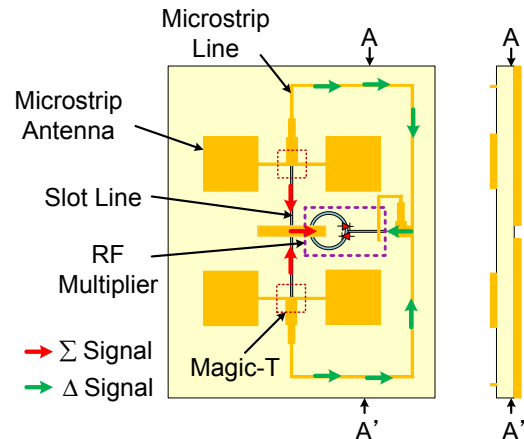 Microstrip
Line
A
A
Microstrip
Antenna
Slot Line
RF
Multiplier
Σ Signal
Magic-T
Δ Signal
A'
A'